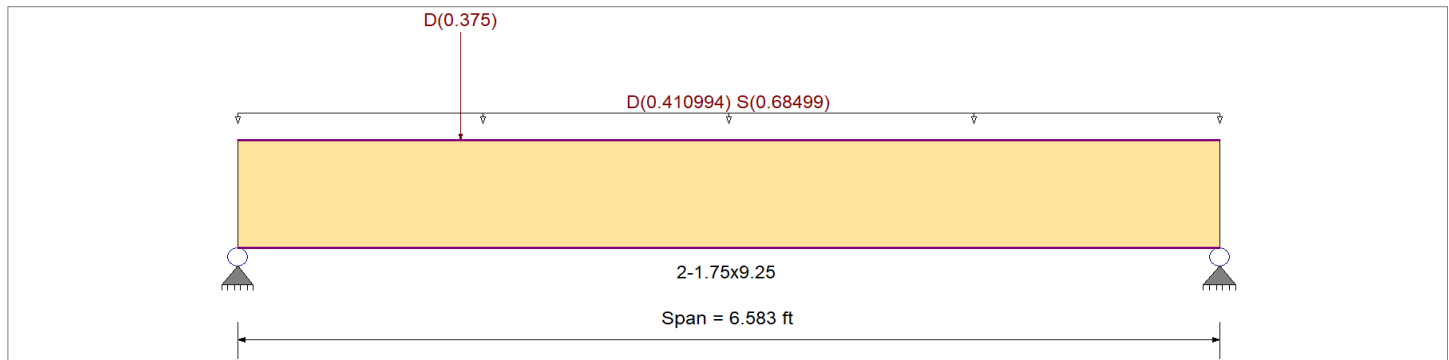 D(0.375)
D(0.410994) S(0.68499)
2-1.75x9.25
Span = 6.583 ft